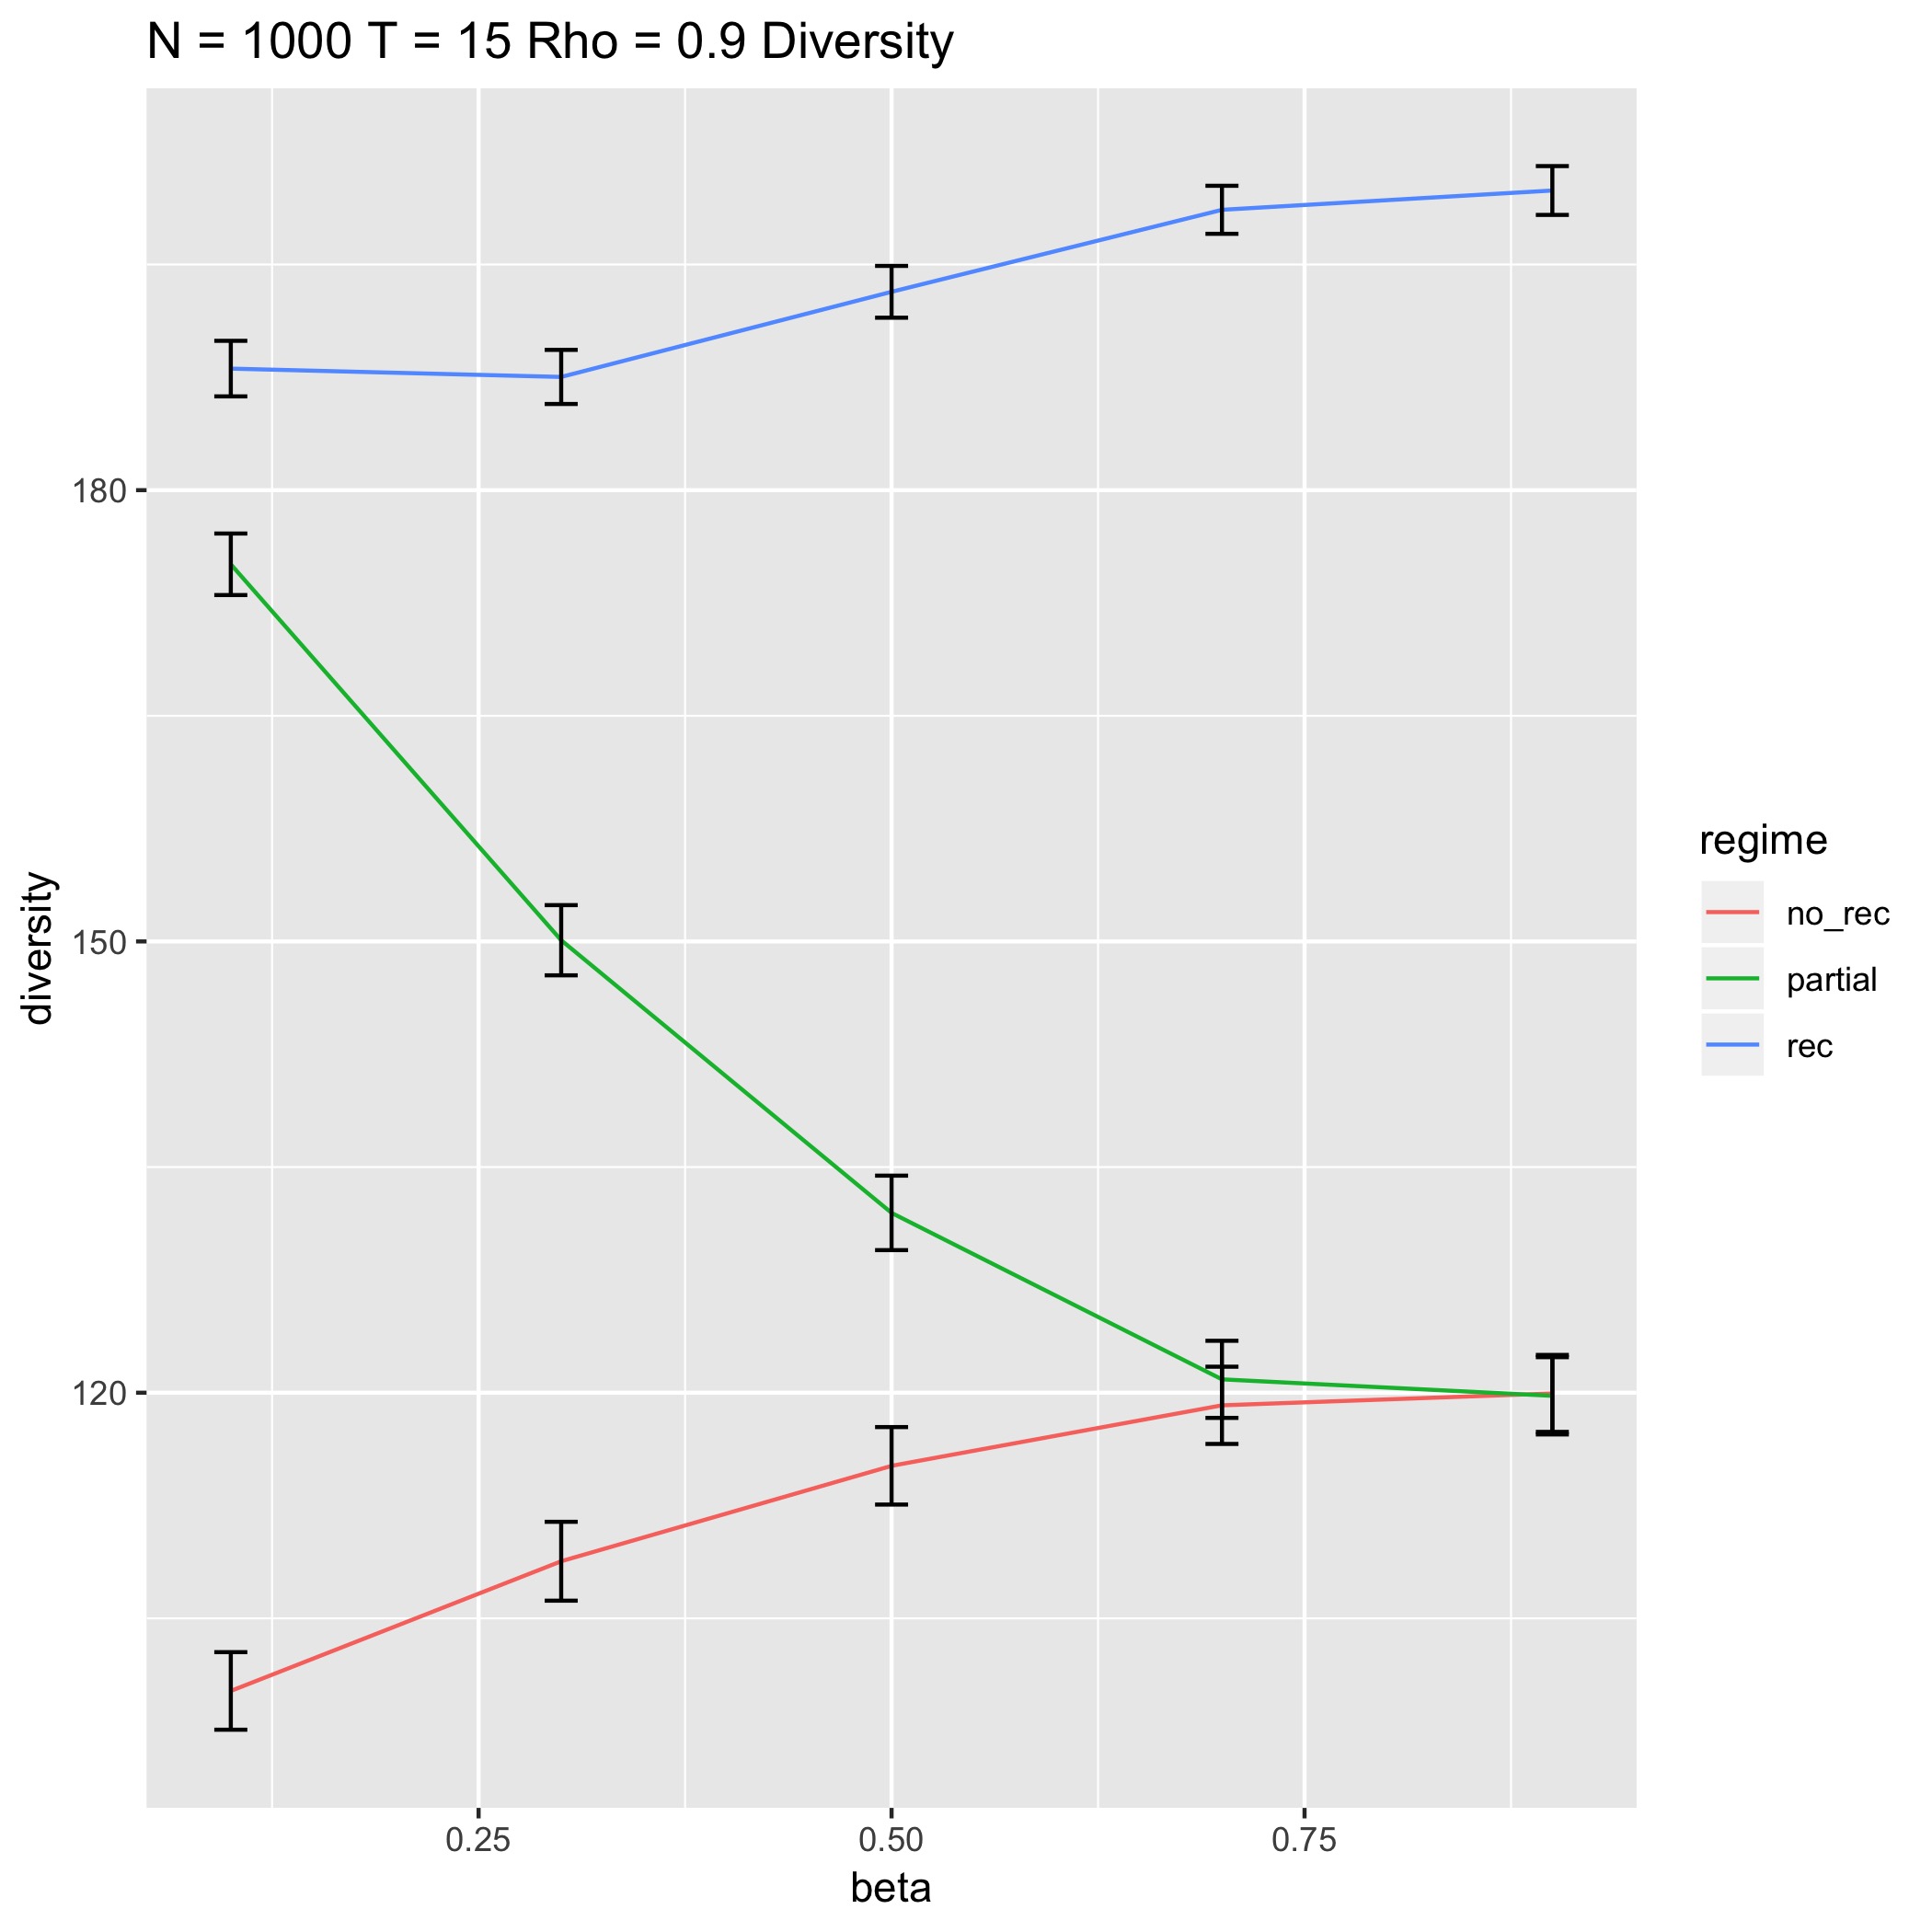 N = 1000 T = 15 Rho = 0.9 Diversity
diversity
180
150
120
0.25 0.50 0.75
beta
regime
no_rec
partial
rec